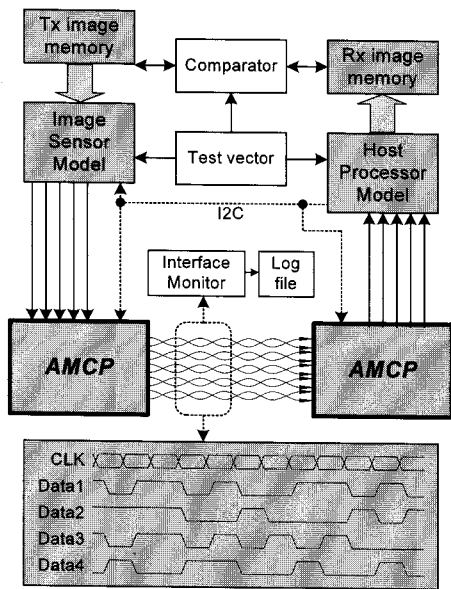 Tx image
memory
Comparator
Rx image
memory
Image
Sensor
Model
Test vector
Host
Processor
Model
I2C
Interface
Monitor
Log
file
AMCP
AMCP
CLK
Data1
Data2
Data3
Data4